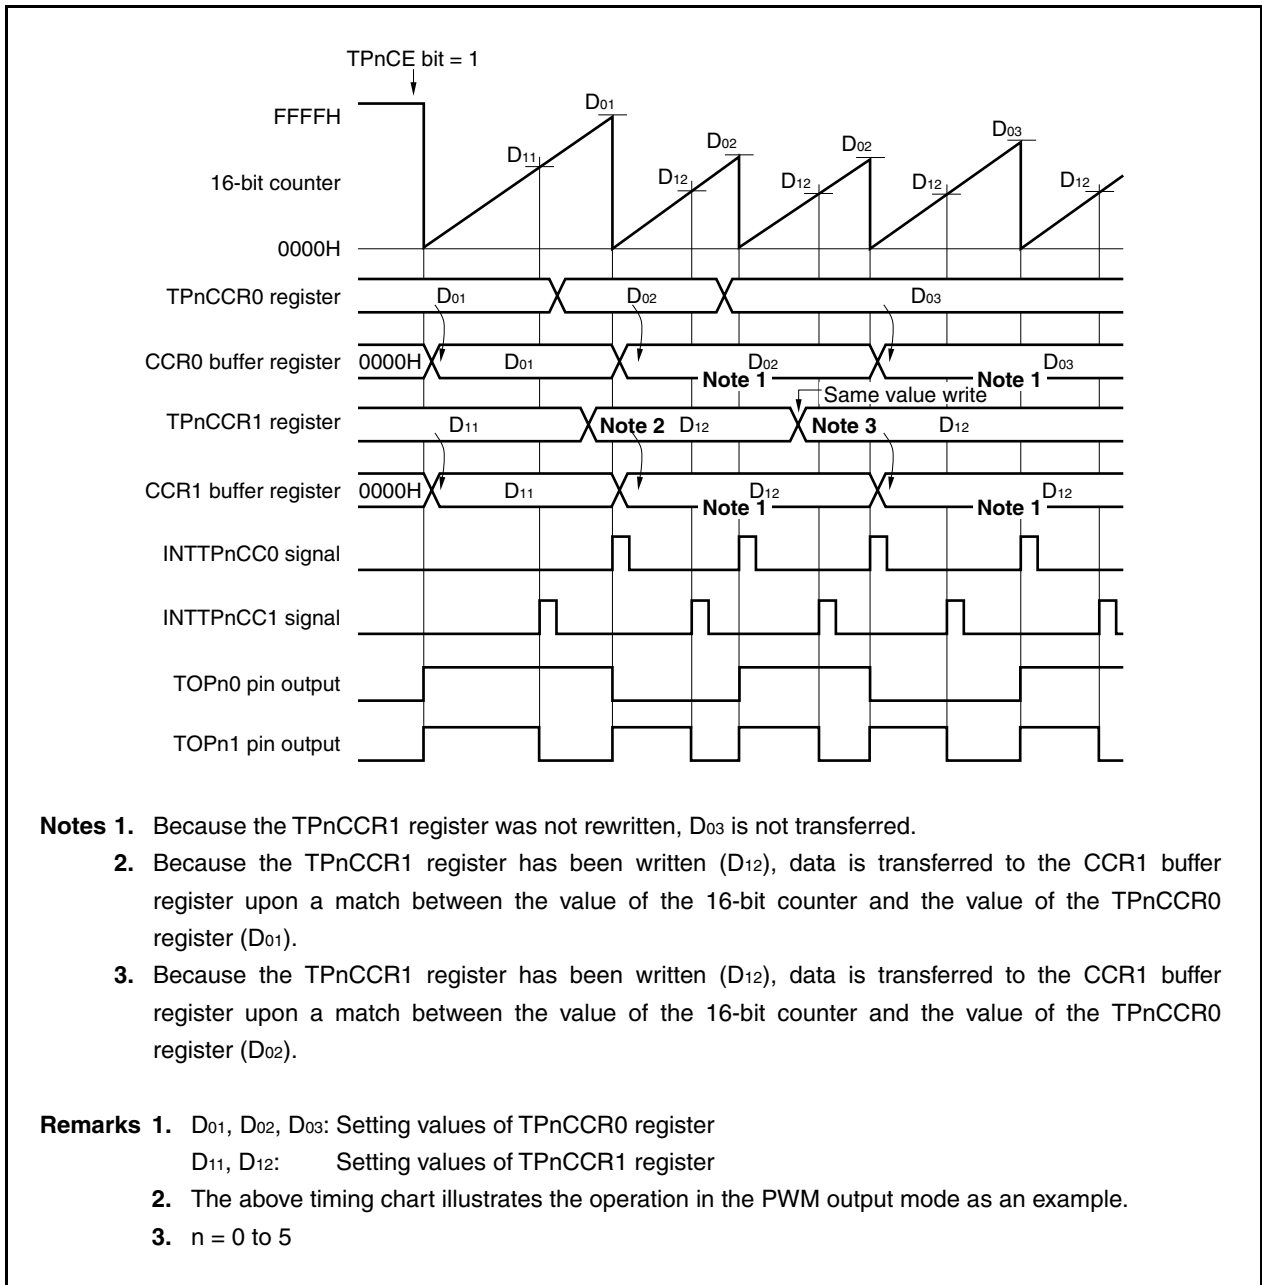 TPnCE bit = 1
FFFFH
D01
D11
D02
D02
D03
16-bit counter
D12
D12
D12
D12
0000H
TPnCCR0 register
D01
D02
D03
CCR0 buffer register
0000H
D01
D02
Note 1
D03
Note 1
Same value write
TPnCCR1 register
D11
Note 2
D12
Note 3
D12
CCR1 buffer register
0000H
D11
D12
Note 1
D12
Note 1
INTTPnCC0 signal
INTTPnCC1 signal
TOPn0 pin output
TOPn1 pin output
Notes 1. Because the TPnCCR1 register was not rewritten, D03 is not transferred.
2. Because the TPnCCR1 register has been written (D12), data is transferred to the CCR1 buffer
register upon a match between the value of the 16-bit counter and the value of the TPnCCR0
register (D01).
3. Because the TPnCCR1 register has been written (D12), data is transferred to the CCR1 buffer
register upon a match between the value of the 16-bit counter and the value of the TPnCCR0
register (D02).
Remarks 1. D01, D02, D03: Setting values of TPnCCR0 register
D11, D12: Setting values of TPnCCR1 register
2. The above timing chart illustrates the operation in the PWM output mode as an example.
3. n = 0 to 5